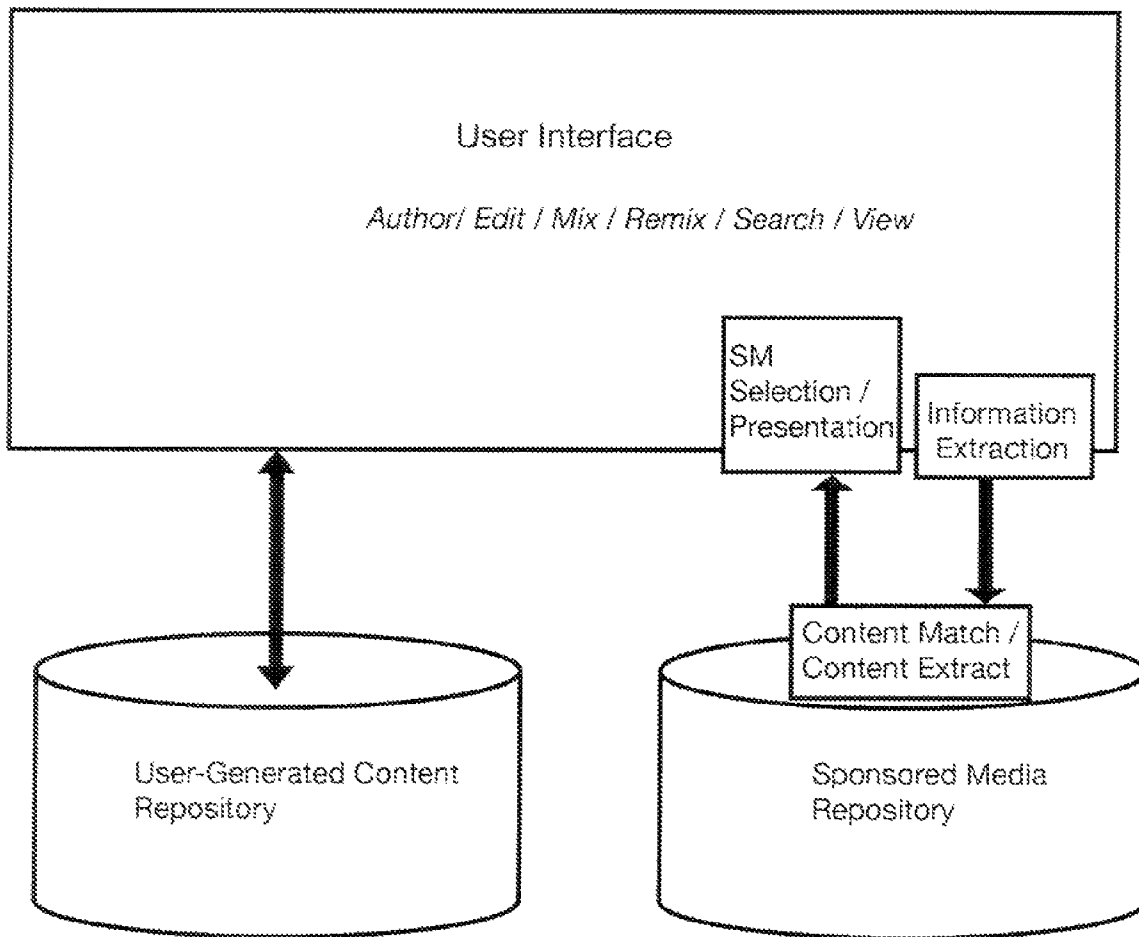 User Interface
Author/ Edit / Mix / Remix / Search / View
SM
Selection /
Presentation
Information
Extraction
Content Match /
Content Extract
User-Generated Content
Repository
Sponsored Media
Repository